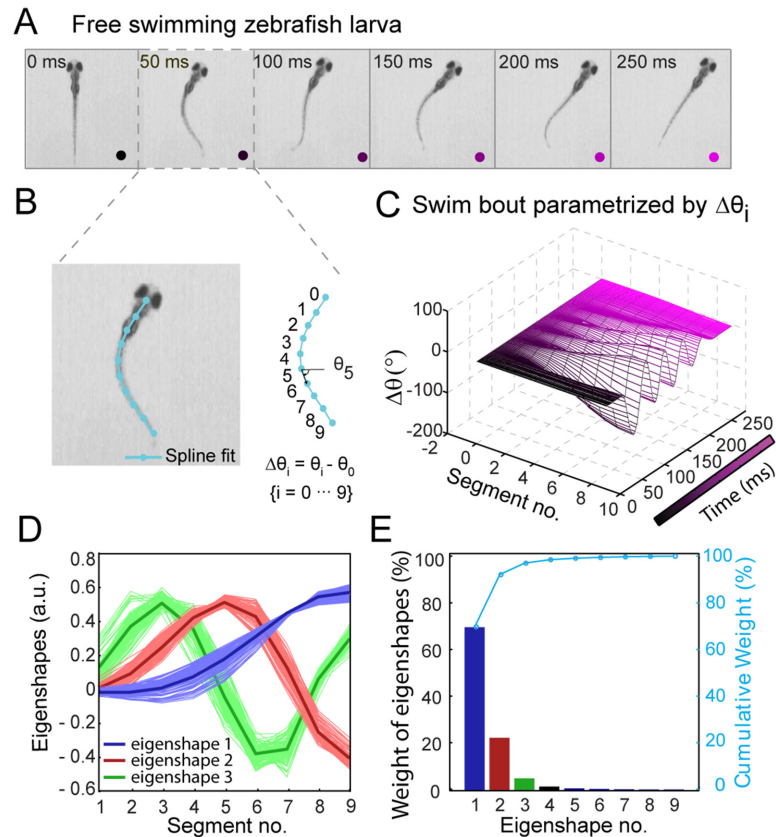 A Free swimming zebrafish larva
0 ms 50 ms 100 ms 150 ms 200 ms 250 ms
B
0
1
2
3
4
5
6
7
8
9
θ5
Spline fit
Δθi = θi - θ0
{i = 0 ··· 9}
C Swim bout parametrized by Δθi
Δθ (°)
100
0
-100
-200
-2 0 2 4 6 8 10
Segment no.
0 50 100 150 200 250
Time (ms)
D
Eigenshapes (a.u.)
0.8
0.6
0.4
0.2
0
- 0.2
- 0.4
- 0.6
eigenshape 1
eigenshape 2
eigenshape 3
1 2 3 4 5 6 7 8 9
Segment no.
E
Weight of eigenshapes (%)
100
80
60
40
20
0
1 2 3 4 5 6 7 8 9
Eigenshape no.
100
80
60
40
20
0
Cumulative Weight (%)